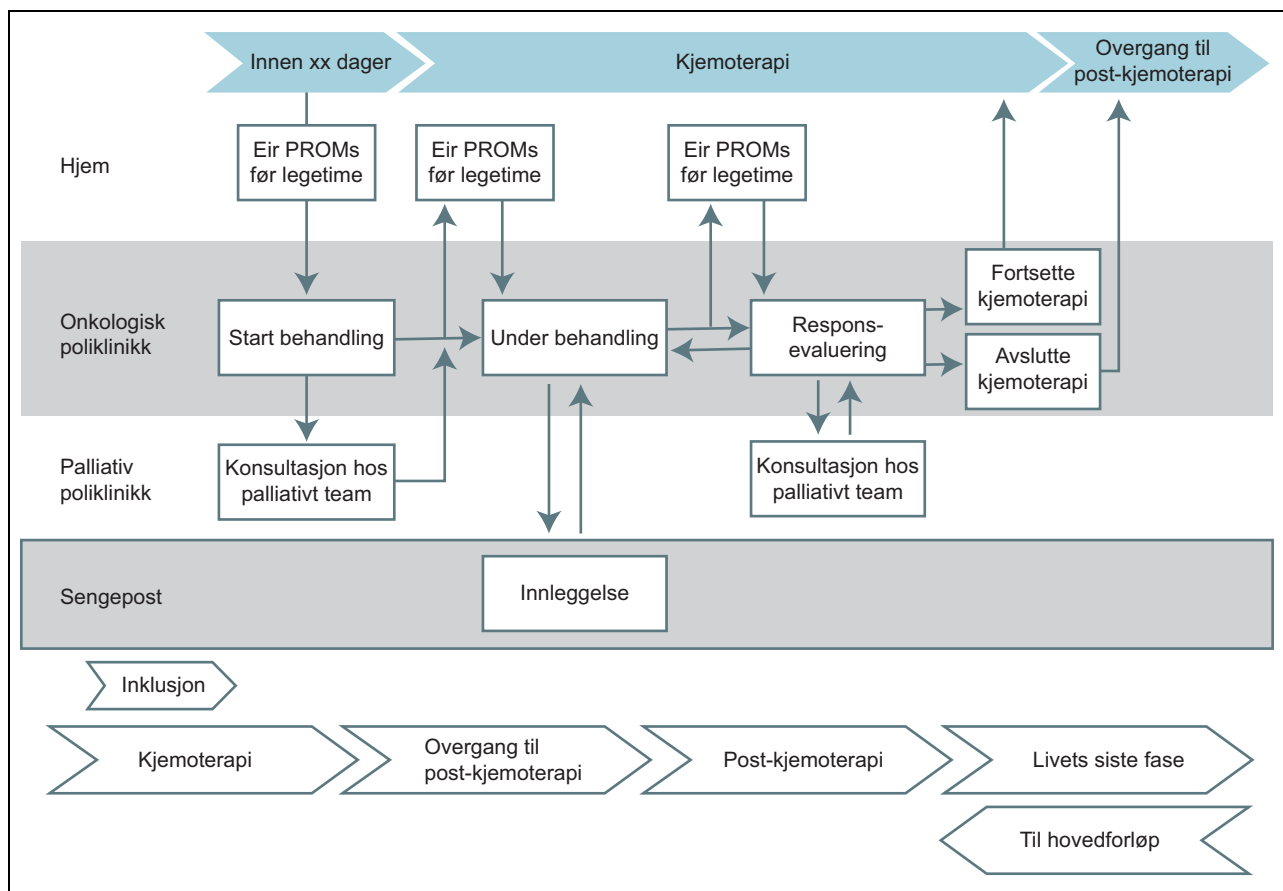 Innen xx dager
Kjemoterapi
Overgang til
post-kjemoterapi
Hjem
Eir PROMs
før legetime
Eir PROMs
før legetime
Eir PROMs
før legetime
Onkologisk
poliklinikk
Start behandling
Under behandling
Respons-
evaluering
Fortsette
kjemoterapi
Avslutte
kjemoterapi
Palliativ
poliklinikk
Konsultasjon hos
palliativt team
Konsultasjon hos
palliativt team
Sengepost
Innleggelse
Inklusjon
Kjemoterapi
Overgang til
post-kjemoterapi
Post-kjemoterapi
Livets siste fase
Til hovedforløp